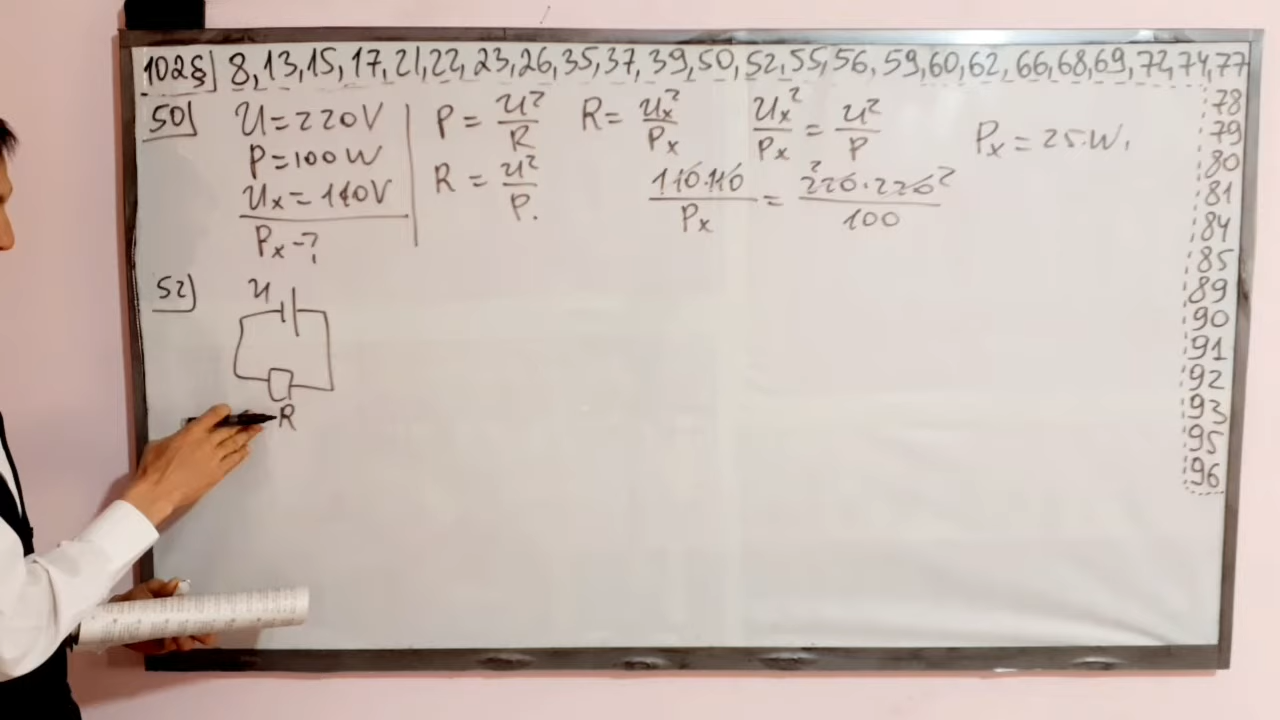 102§] 8, 13, 15, 17, 21, 22, 23, 26, 35, 37, 39, 50, 52, 55, 56, 59, 60, 62, 66, 68, 69, 72, 74, 77
78
79
80
81
84
85
89
90
91
92
93
95
96
50] U=220V
P=100W
Ux=110V
Px-?
P = U²/R
R = U²/P.
R = Ux²/Px
Ux²/Px = U²/P
110·110/Px = ²220·220²/100
Px = 25·W.
52] U
R